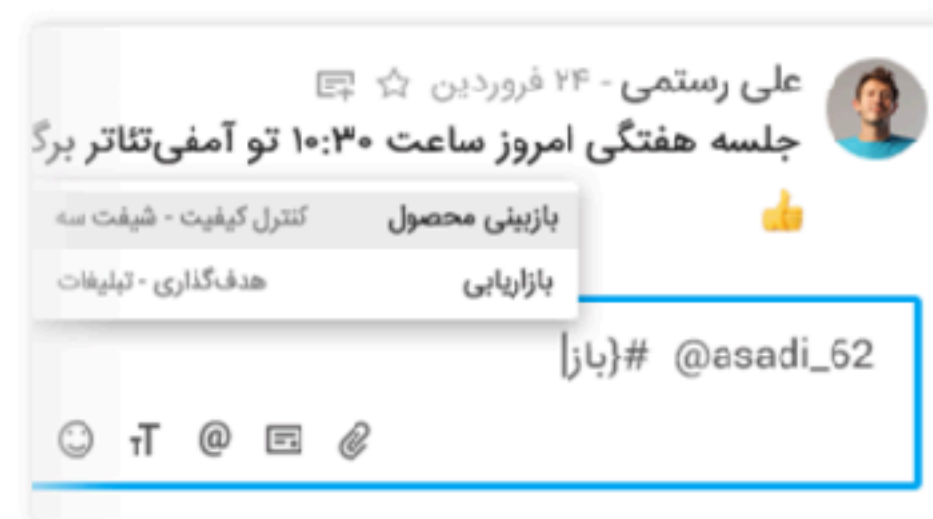 علی رستمی - ۲۴ فروردین
جلسه هفتگی امروز ساعت ۱۰:۳۰ تو آمفی‌تئاتر
بازبینی محصول کنترل کیفیت - شیفت سه
بازاریابی هدف‌گذاری - تبلیغات
@asadi_62 #{باز